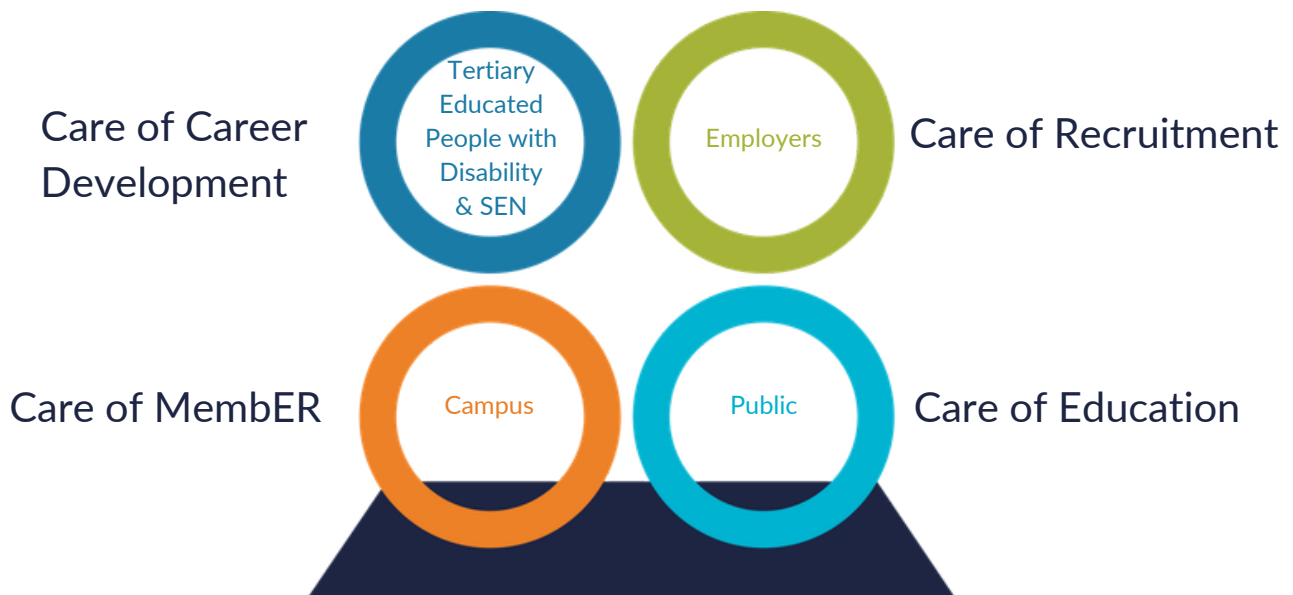 Care of Career
Development
Tertiary
Educated
People with
Disability
& SEN
Employers
Care of Recruitment
Care of MembER
Campus
Public
Care of Education